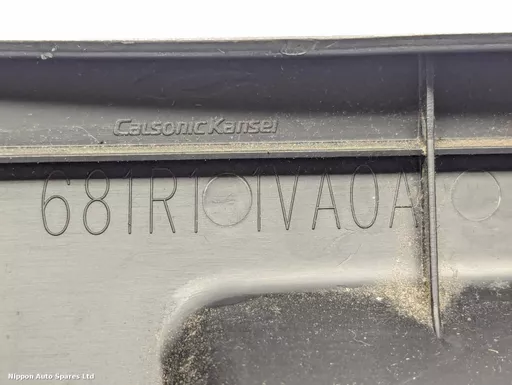 CalsonicKansei
681R1 1VA0A
Nippon Auto Spares Ltd